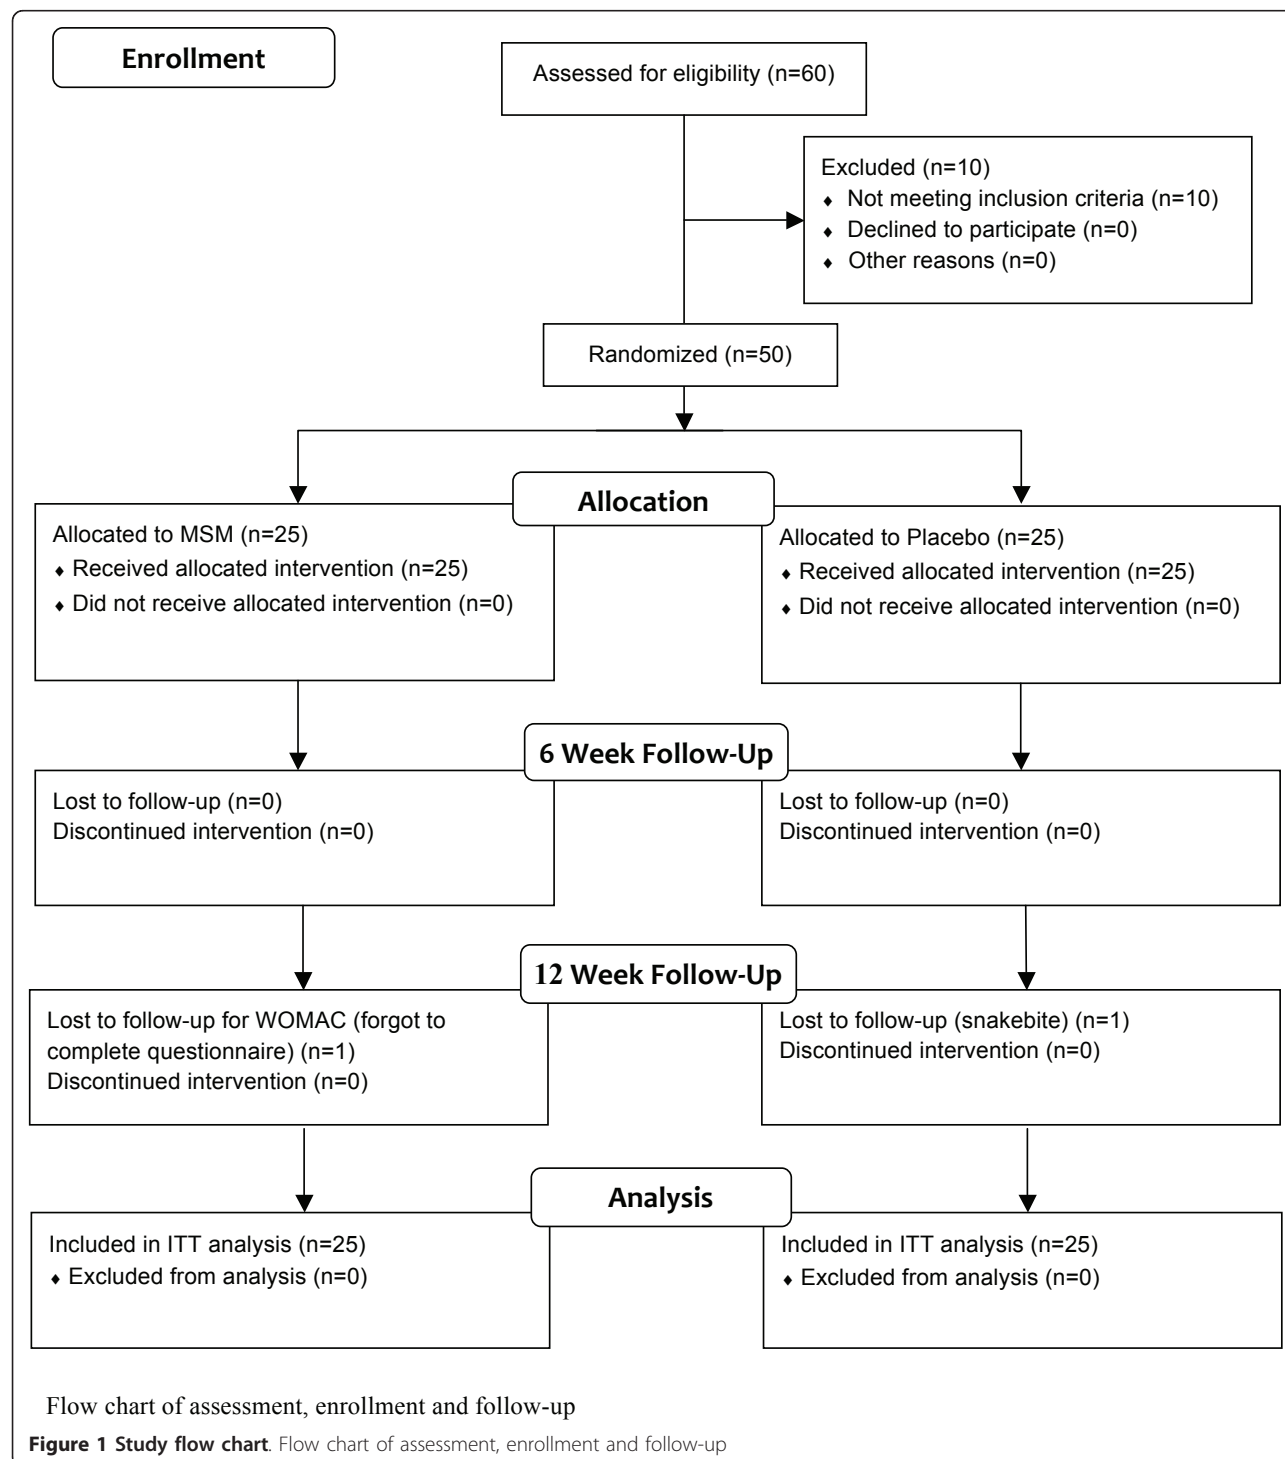 Enrollment
Assessed for eligibility (n=60)
Excluded (n=10)
♦ Not meeting inclusion criteria (n=10)
♦ Declined to participate (n=0)
♦ Other reasons (n=0)
Randomized (n=50)
Allocation
Allocated to MSM (n=25)
♦ Received allocated intervention (n=25)
♦ Did not receive allocated intervention (n=0)
Allocated to Placebo (n=25)
♦ Received allocated intervention (n=25)
♦ Did not receive allocated intervention (n=0)
6 Week Follow-Up
Lost to follow-up (n=0)
Discontinued intervention (n=0)
Lost to follow-up (n=0)
Discontinued intervention (n=0)
12 Week Follow-Up
Lost to follow-up for WOMAC (forgot to
complete questionnaire) (n=1)
Discontinued intervention (n=0)
Lost to follow-up (snakebite) (n=1)
Discontinued intervention (n=0)
Analysis
Included in ITT analysis (n=25)
♦ Excluded from analysis (n=0)
Included in ITT analysis (n=25)
♦ Excluded from analysis (n=0)
Flow chart of assessment, enrollment and follow-up
Figure 1 Study flow chart. Flow chart of assessment, enrollment and follow-up